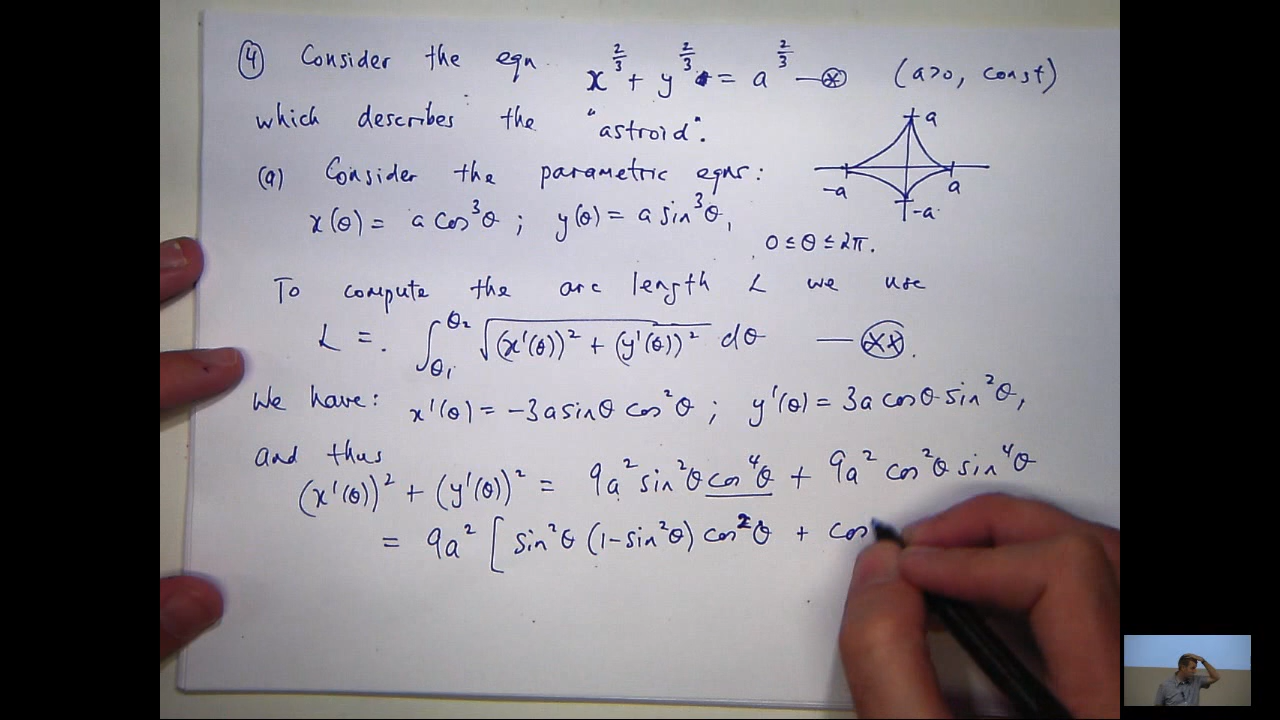 ④ Consider the eqn x^{2/3} + y^{2/3} = a^{2/3} —⊛ (a>0, const)
which describes the "astroid".
a
-a
a
-a
(a) Consider the parametric eqns:
x(θ) = a cos³θ ; y(θ) = a sin³θ,
0 ≤ θ ≤ 2π.
To compute the arc length L we use
L = ∫_{θ₁}^{θ₂} √((x'(θ))² + (y'(θ))²) dθ — (**).
We have: x'(θ) = -3a sinθ cos²θ ; y'(θ) = 3a cosθ sin²θ,
and thus
(x'(θ))² + (y'(θ))² = 9a² sin²θ cos⁴θ + 9a² cos²θ sin⁴θ
= 9a² [ sin²θ (1-sin²θ) cos²θ + cos